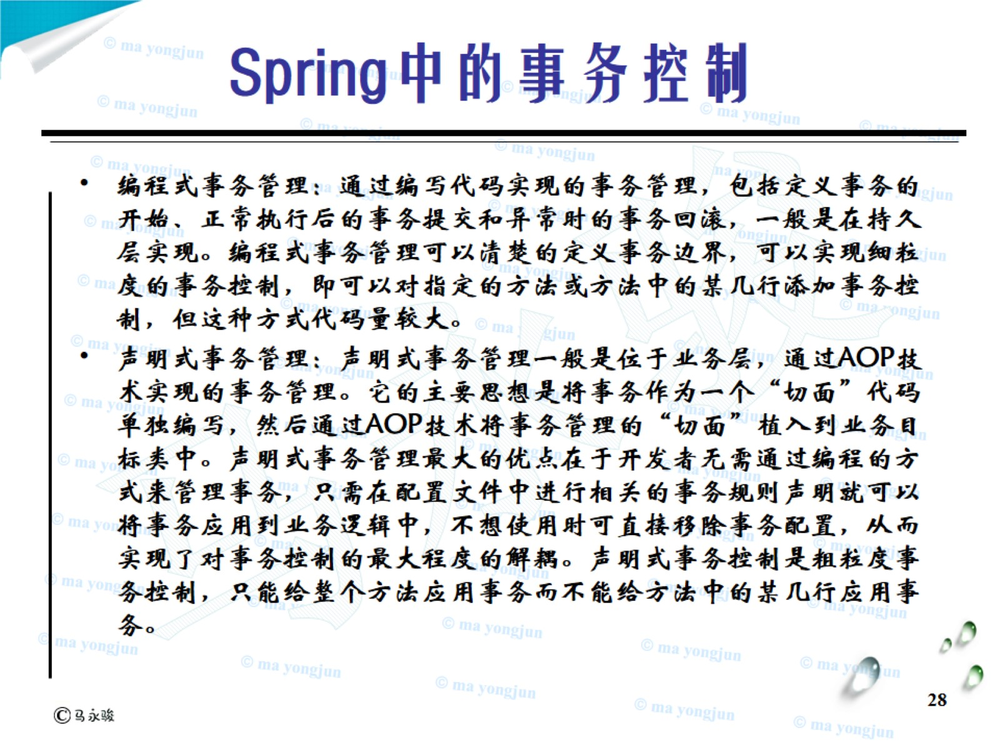 Spring中的事务控制
• 编程式事务管理：通过编写代码实现的事务管理，包括定义事务的
开始、正常执行后的事务提交和异常时的事务回滚，一般是在持久
层实现。编程式事务管理可以清楚的定义事务边界，可以实现细粒
度的事务控制，即可以对指定的方法或方法中的某几行添加事务控
制，但这种方式代码量较大。
• 声明式事务管理：声明式事务管理一般是位于业务层，通过AOP技
术实现的事务管理。它的主要思想是将事务作为一个“切面”代码
单独编写，然后通过AOP技术将事务管理的“切面”植入到业务目
标类中。声明式事务管理最大的优点在于开发者无需通过编程的方
式来管理事务，只需在配置文件中进行相关的事务规则声明就可以
将事务应用到业务逻辑中，不想使用时可直接移除事务配置，从而
实现了对事务控制的最大程度的解耦。声明式事务控制是粗粒度事
务控制，只能给整个方法应用事务而不能给方法中的某几行应用事
务。
28
©马永骏
© ma yongjun